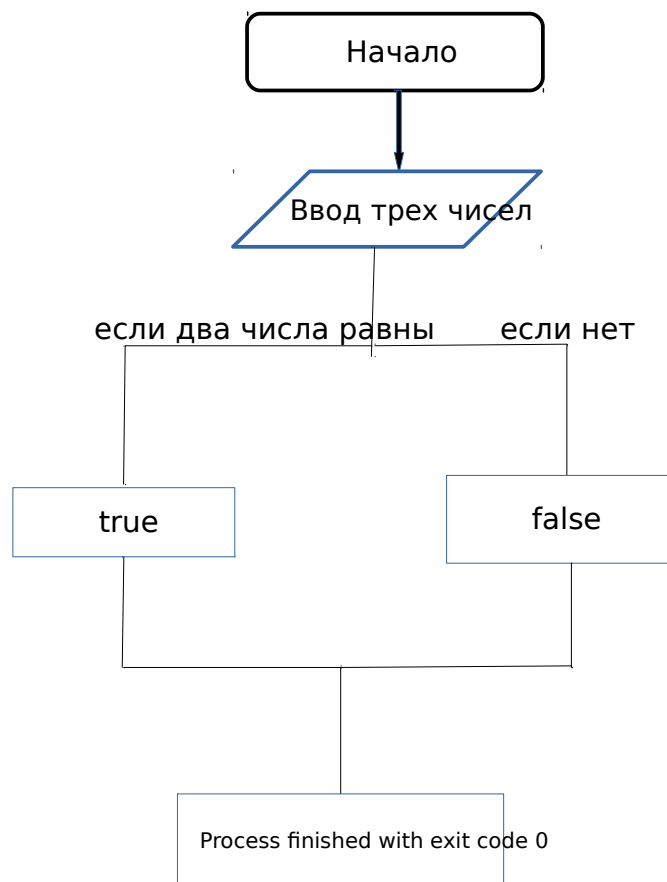 Начало
Ввод трех чисел
если два числа равны
если нет
true
false
Process finished with exit code 0